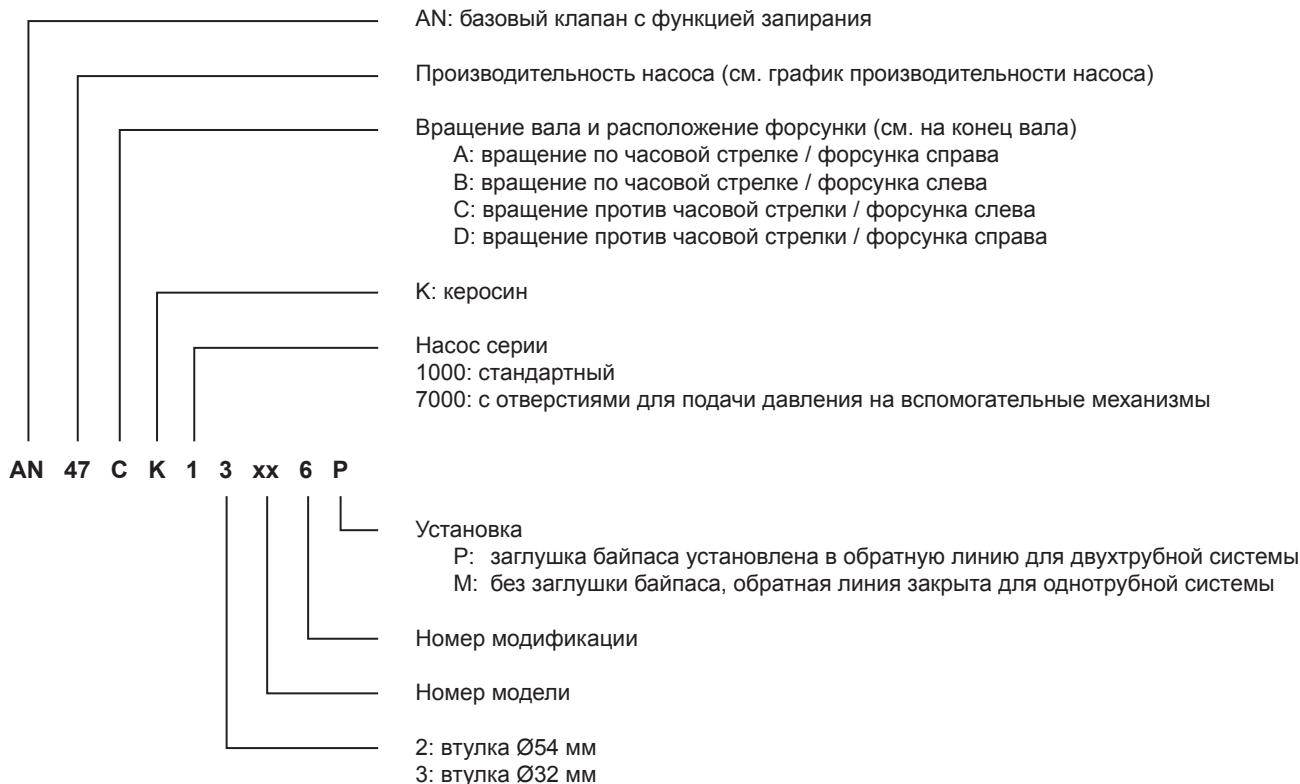 AN: базовый клапан с функцией запирания
Производительность насоса (см. график производительности насоса)
Вращение вала и расположение форсунки (см. на конец вала)
A: вращение по часовой стрелке / форсунка справа
B: вращение по часовой стрелке / форсунка слева
C: вращение против часовой стрелки / форсунка слева
D: вращение против часовой стрелки / форсунка справа
K: керосин
Насос серии
1000: стандартный
7000: с отверстиями для подачи давления на вспомогательные механизмы
AN 47 C K 1 3 xx 6 P
Установка
P: заглушка байпаса установлена в обратную линию для двухтрубной системы
M: без заглушки байпаса, обратная линия закрыта для однотрубной системы
Номер модификации
Номер модели
2: втулка Ø54 мм
3: втулка Ø32 мм